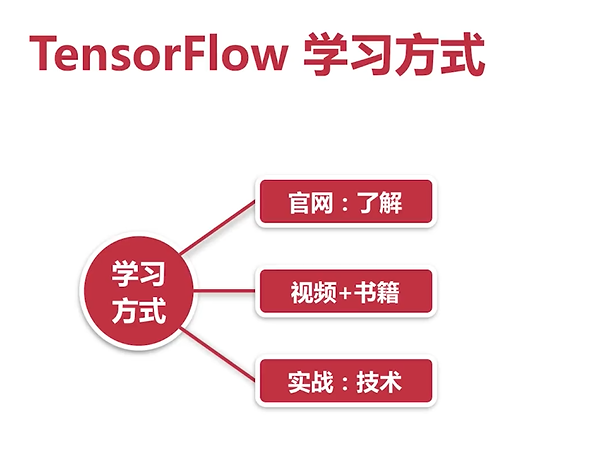 TensorFlow 学习方式
官网：了解
学习
方式
视频+书籍
实战：技术